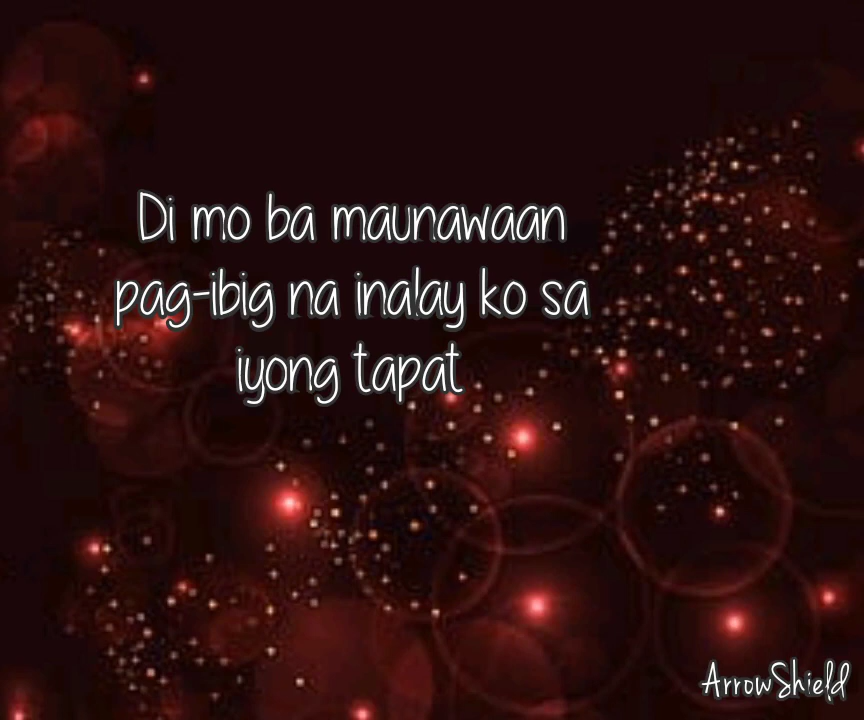 Di mo ba maunawaan
pag-ibig na inalay ko sa
iyong tapat
ArrowShield